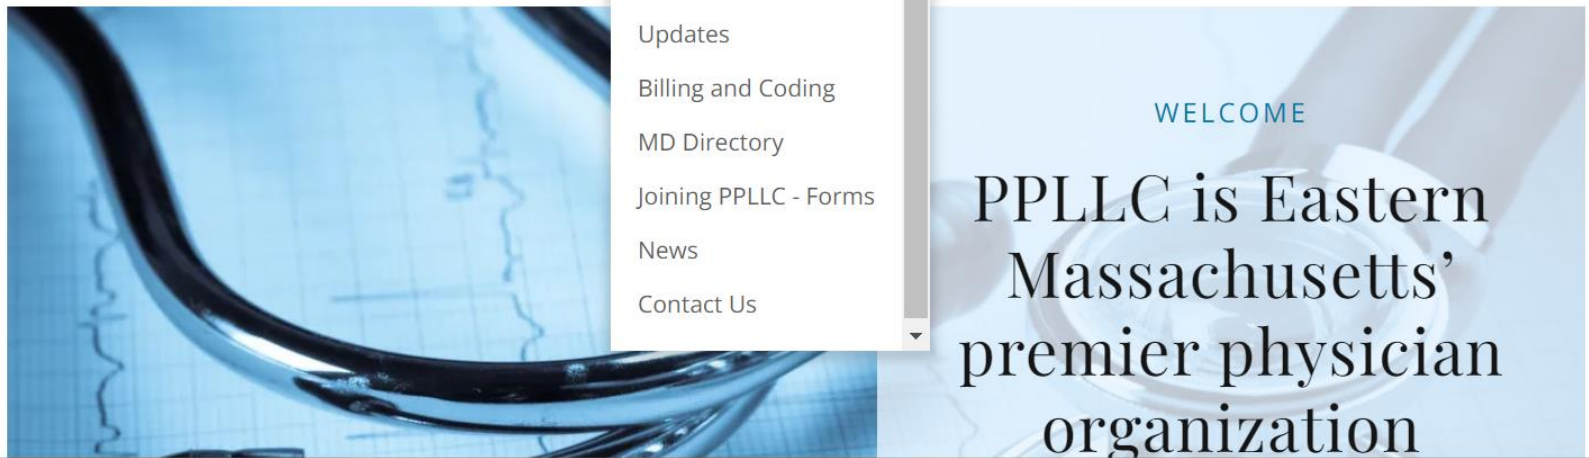 Updates
Billing and Coding
MD Directory
Joining PPLLC - Forms
News
Contact Us
WELCOME
PPLLC is Eastern
Massachusetts’
premier physician
organization